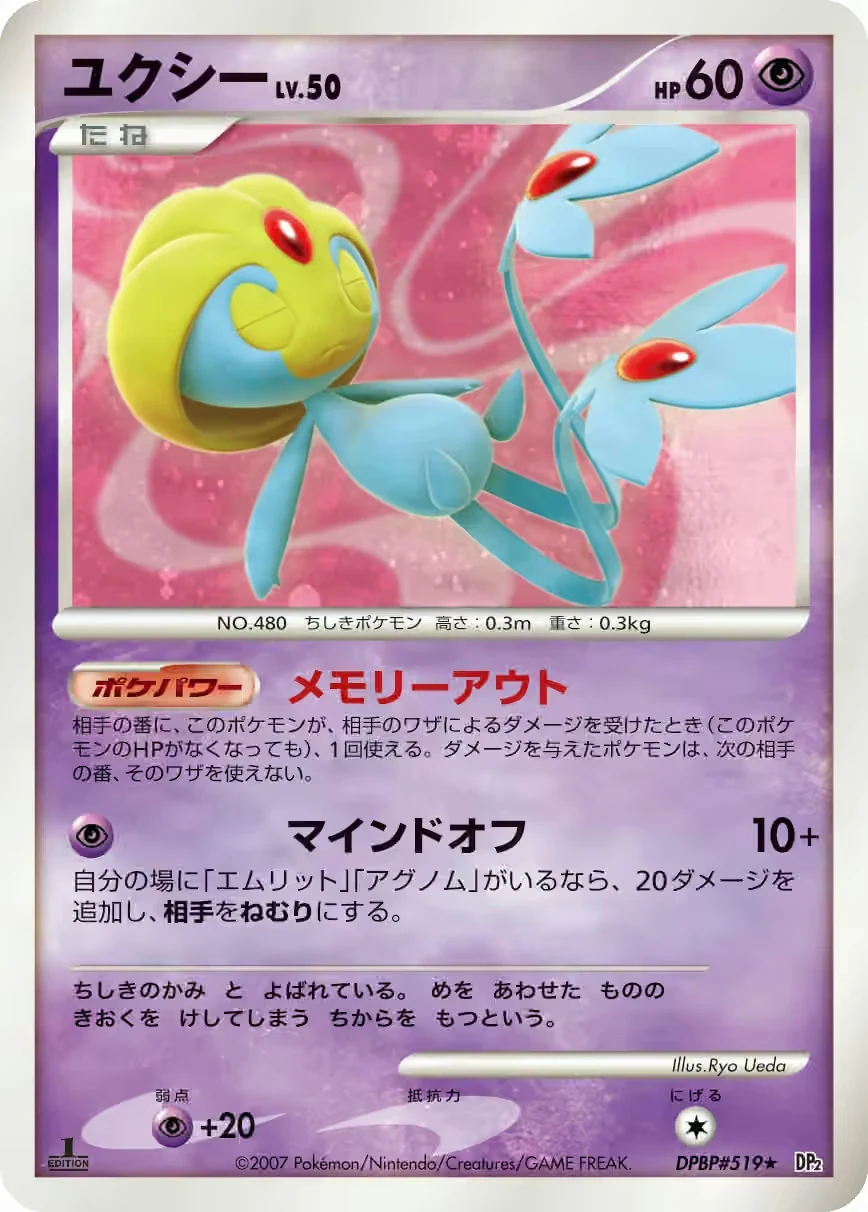 ユクシー LV.50 HP60
たね
NO.480 ちしきポケモン 高さ:0.3m 重さ:0.3kg
ポケパワー メモリーアウト
相手の番に、このポケモンが、相手のワザによるダメージを受けたとき(このポケ
モンのHPがなくなっても)、1回使える。ダメージを与えたポケモンは、次の相手
の番、そのワザを使えない。
マインドオフ 10+
自分の場に「エムリット」「アグノム」がいるなら、20ダメージを
追加し、相手をねむりにする。
ちしきのかみ と よばれている。 めを あわせた ものの
きおくを けしてしまう ちからを もつという。
Illus.Ryo Ueda
弱点 抵抗力 にげる
+20
1 EDITION ©2007 Pokémon/Nintendo/Creatures/GAME FREAK. DPBP#519★ DP2